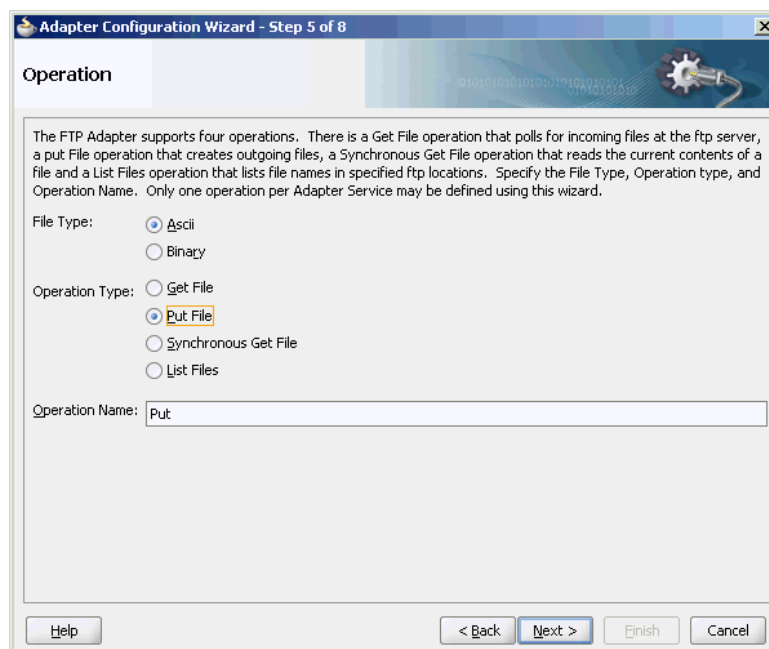 Adapter Configuration Wizard - Step 5 of 8
Operation
The FTP Adapter supports four operations.  There is a Get File operation that polls for incoming files at the ftp server,
a put File operation that creates outgoing files, a Synchronous Get File operation that reads the current contents of a
file and a List Files operation that lists file names in specified ftp locations.  Specify the File Type, Operation type, and
Operation Name.  Only one operation per Adapter Service may be defined using this wizard.
File Type: Ascii
Binary
Operation Type: Get File
Put File
Synchronous Get File
List Files
Operation Name: Put
Help < Back Next > Finish Cancel